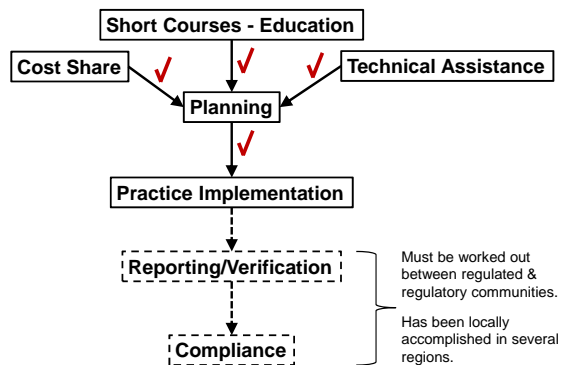 Short Courses - Education
Cost Share
Technical Assistance
Planning
Practice Implementation
Reporting/Verification
Must be worked out
between regulated &
regulatory communities.
Has been locally
accomplished in several
regions.
Compliance